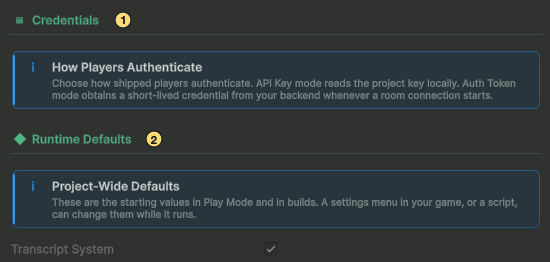 Credentials 1
How Players Authenticate
Choose how shipped players authenticate. API Key mode reads the project key locally. Auth Token
mode obtains a short-lived credential from your backend whenever a room connection starts.
Runtime Defaults 2
Project-Wide Defaults
These are the starting values in Play Mode and in builds. A settings menu in your game, or a script,
can change them while it runs.
Transcript System